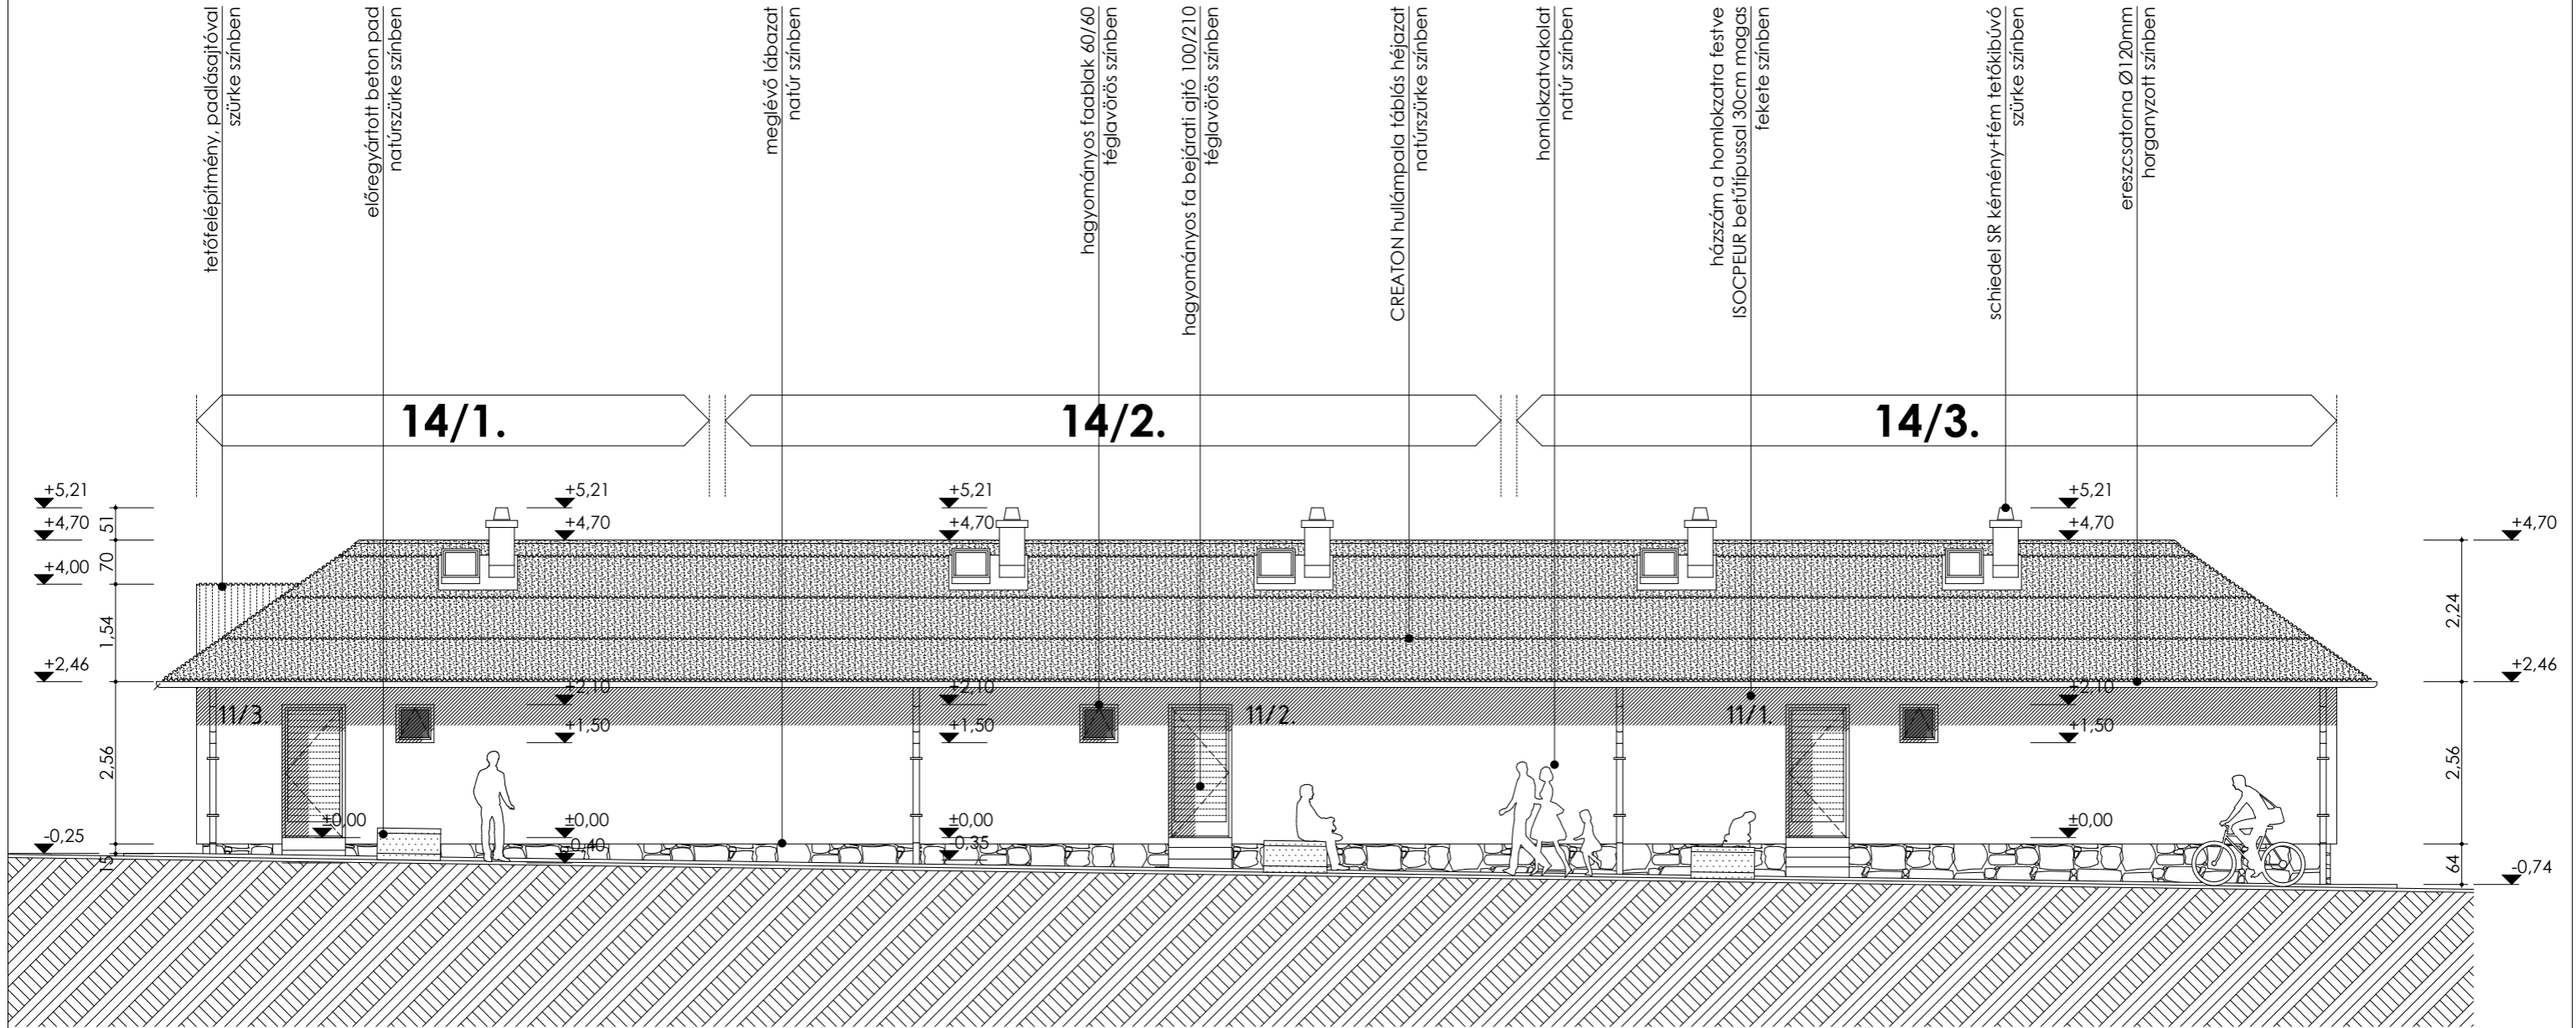 tetőfelépítmény, padlásajtóval
szürke színben
előregyártott beton pad
natúrszürke színben
meglévő lábazat
natúr színben
hagyományos faablak 60/60
téglavörös színben
hagyományos fa bejárati ajtó 100/210
téglavörös színben
CREATON hullámpala táblás héjazat
natúrszürke színben
homlokzatvakolat
natúr színben
házszám a homlokzatra festve
ISOCPEUR betűtípussal 30cm magas
fekete színben
schiedel SR kémény+fém tetőkibúvó
szürke színben
ereszcsatorna Ø120mm
horganyzott színben
14/1.
14/2.
14/3.
+5,21
+5,21
+5,21
+5,21
51
+4,70
+4,70
+4,70
+4,70
+4,70
70
+4,00
1,54
2,24
+2,46
+2,46
+2,10
+2,10
+2,10
11/3.
11/2.
11/1.
+1,50
+1,50
+1,50
2,56
2,56
±0,00
±0,00
±0,00
±0,00
-0,25
-0,40
-0,35
15
64
-0,74